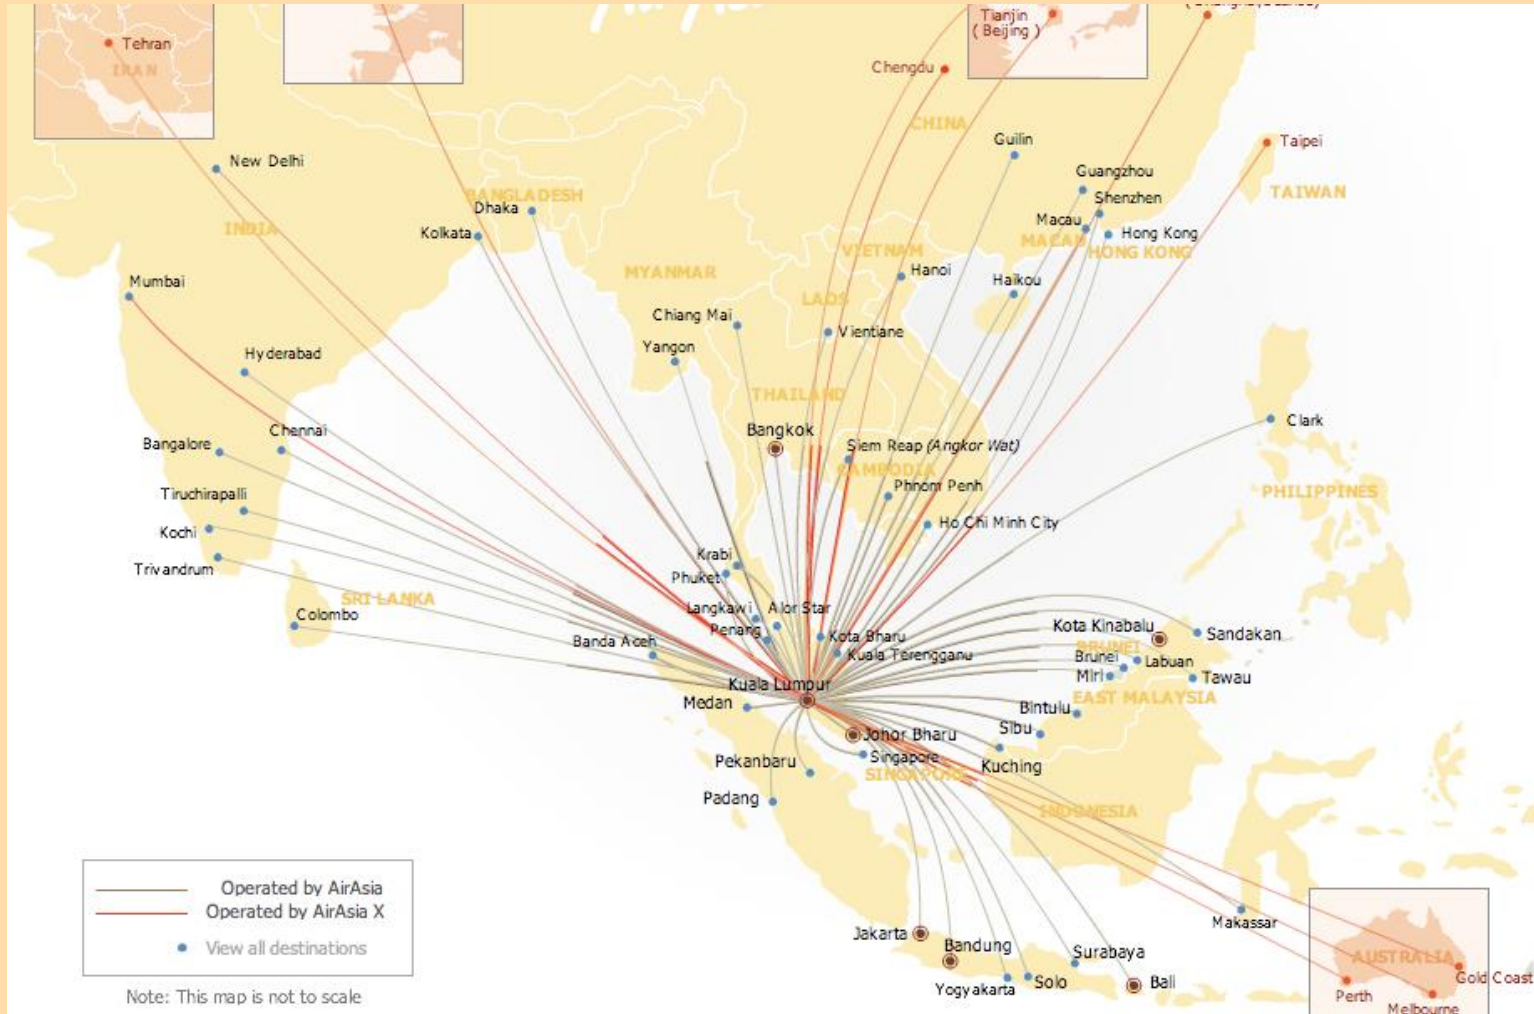 Tehran
IRAN
Tianjin
( Beijing )
Chengdu
CHINA
Guilin
Taipei
TAIWAN
New Delhi
INDIA
BANGLADESH
Dhaka
Kolkata
Guangzhou
Shenzhen
Macau
MACAU
Hong Kong
HONG KONG
VIETNAM
Hanoi
MYANMAR
LAOS
Haikou
Mumbai
Chiang Mai
Vientiane
Yangon
Hyderabad
THAILAND
Bangkok
Clark
Chennai
Bangalore
Siem Reap (Angkor Wat)
CAMBODIA
Phnom Penh
PHILIPPINES
Tiruchirapalli
Kochi
Ho Chi Minh City
Trivandrum
Krabi
Phuket
SRI LANKA
Colombo
Langkawi
Alor Star
Penang
Banda Aceh
Kota Bharu
Kuala Terengganu
Kota Kinabalu
Sandakan
BRUNEI
Brunei
Labuan
Miri
Tawau
EAST MALAYSIA
Kuala Lumpur
Medan
Bintulu
Sibu
Johor Bharu
Singapore
SINGAPORE
Kuching
Pekanbaru
Padang
INDONESIA
Makassar
Jakarta
Bandung
Surabaya
Yogyakarta
Solo
Bali
AUSTRALIA
Gold Coast
Perth
Melbourne
Operated by AirAsia
Operated by AirAsia X
View all destinations
Note: This map is not to scale